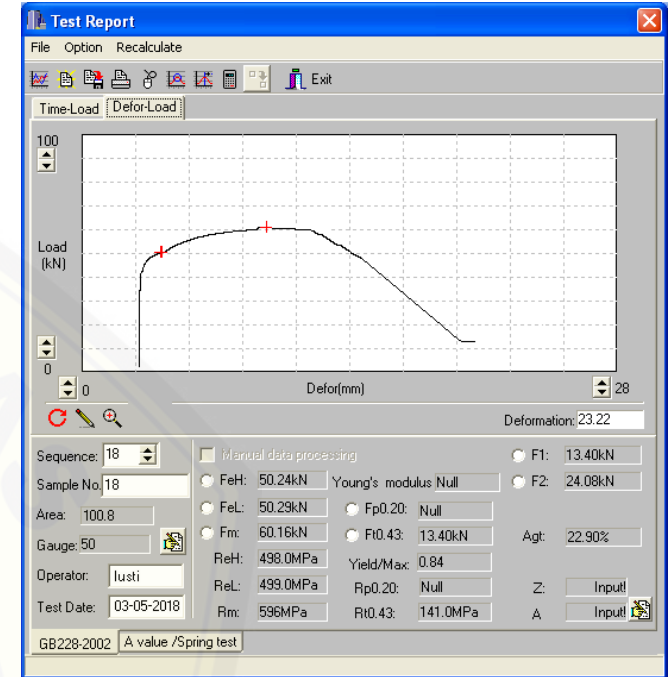 Test Report
File Option Recalculate
Exit
Time-Load Defor-Load
100
Load
(kN)
0
0 Defor(mm) 28
Deformation: 23.22
Sequence: 18 Manual data processing F1: 13.40kN
Sample No. 18 FeH: 50.24kN Young's modulus Null F2: 24.08kN
Area: 100.8 FeL: 50.29kN Fp0.20: Null
Gauge: 50 Fm: 60.16kN Ft0.43: 13.40kN Agt: 22.90%
ReH: 498.0MPa Yield/Max: 0.84
Operator: lusti ReL: 499.0MPa Rp0.20: Null Z: Input!
Test Date: 03-05-2018 Rm: 596MPa Rt0.43: 141.0MPa A Input!
GB228-2002 A value /Spring test